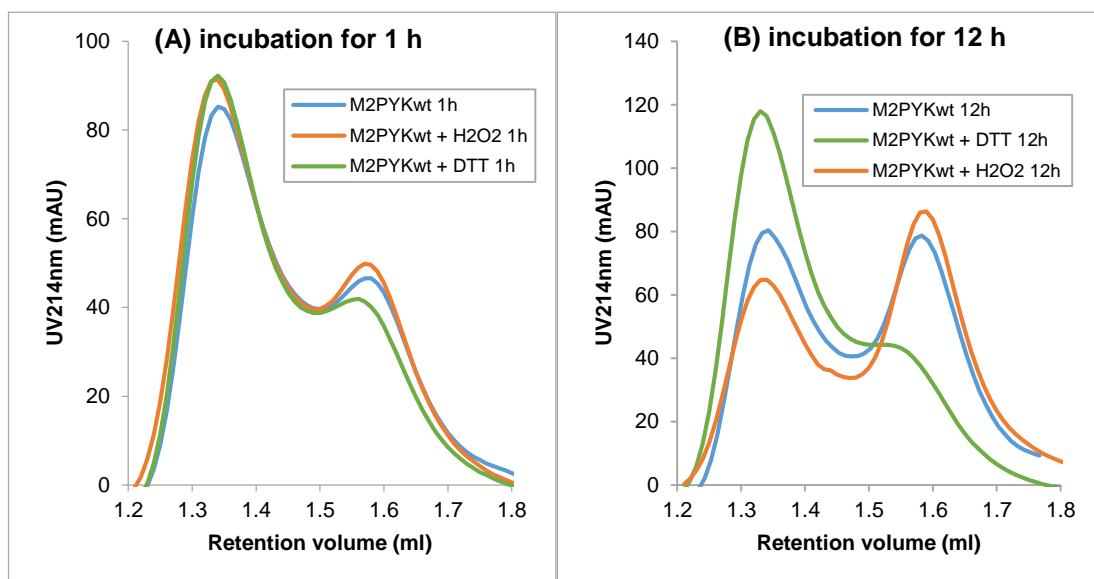 (A) incubation for 1 h
100
80
60
40
20
0
UV214nm (mAU)
M2PYKwt 1h
M2PYKwt + H2O2 1h
M2PYKwt + DTT 1h
1.2 1.3 1.4 1.5 1.6 1.7 1.8
Retention volume (ml)
(B) incubation for 12 h
140
120
100
80
60
40
20
0
UV214nm (mAU)
M2PYKwt 12h
M2PYKwt + DTT 12h
M2PYKwt + H2O2 12h
1.2 1.3 1.4 1.5 1.6 1.7 1.8
Retention volume (ml)